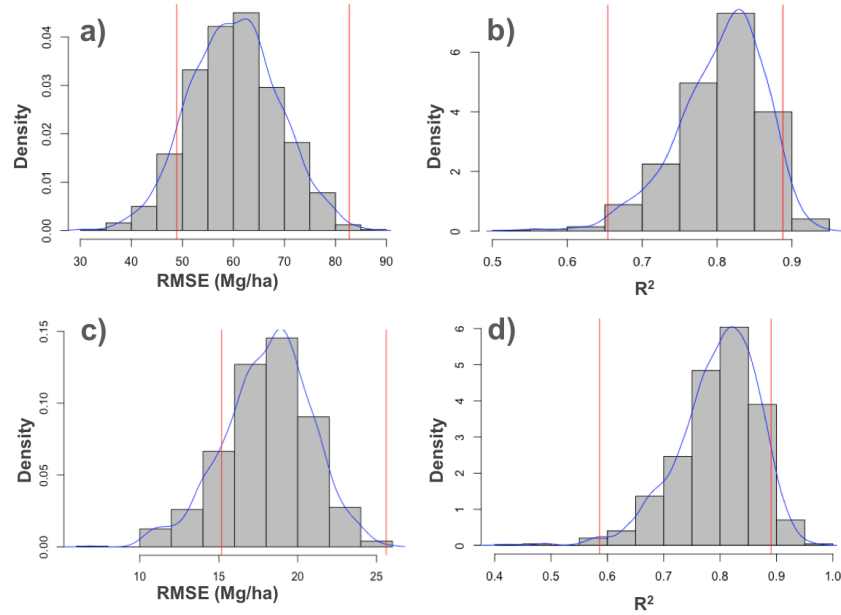 a)
Density
0.00 0.01 0.02 0.03 0.04
30 40 50 60 70 80 90
RMSE (Mg/ha)
b)
Density
0 2 4 6
0.5 0.6 0.7 0.8 0.9
R²
c)
Density
0.00 0.05 0.10 0.15
10 15 20 25
RMSE (Mg/ha)
d)
Density
0 1 2 3 4 5 6
0.4 0.5 0.6 0.7 0.8 0.9 1.0
R²